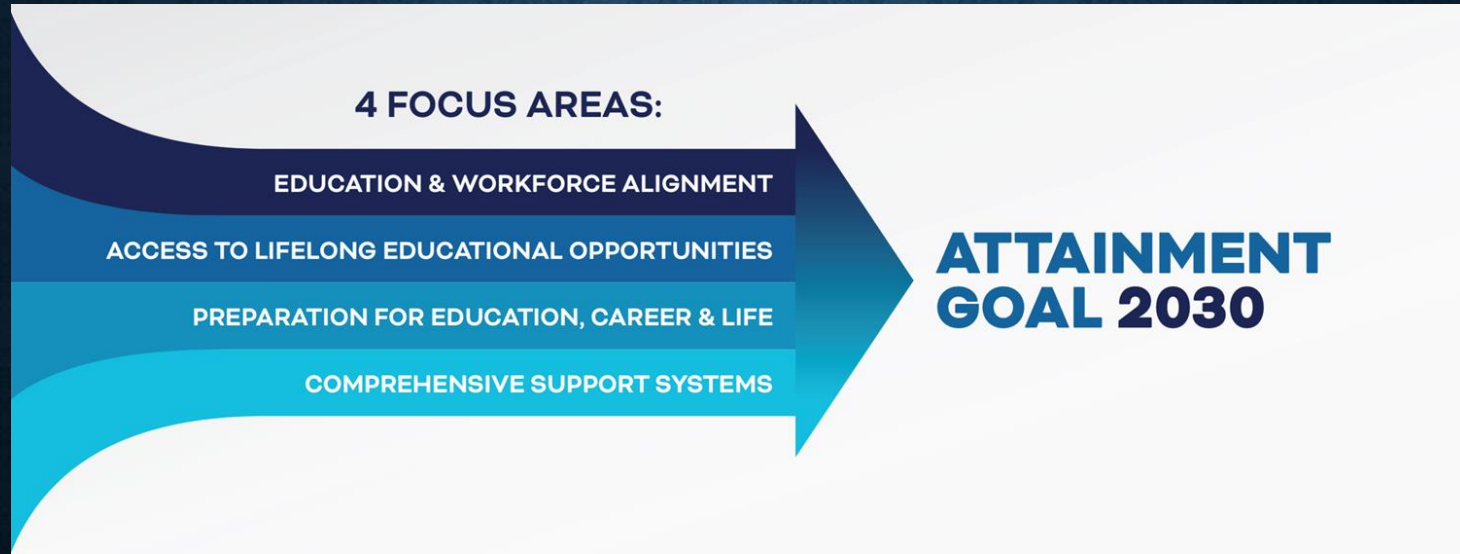 4 FOCUS AREAS:
EDUCATION & WORKFORCE ALIGNMENT
ACCESS TO LIFELONG EDUCATIONAL OPPORTUNITIES
PREPARATION FOR EDUCATION, CAREER & LIFE
COMPREHENSIVE SUPPORT SYSTEMS
ATTAINMENT
GOAL 2030